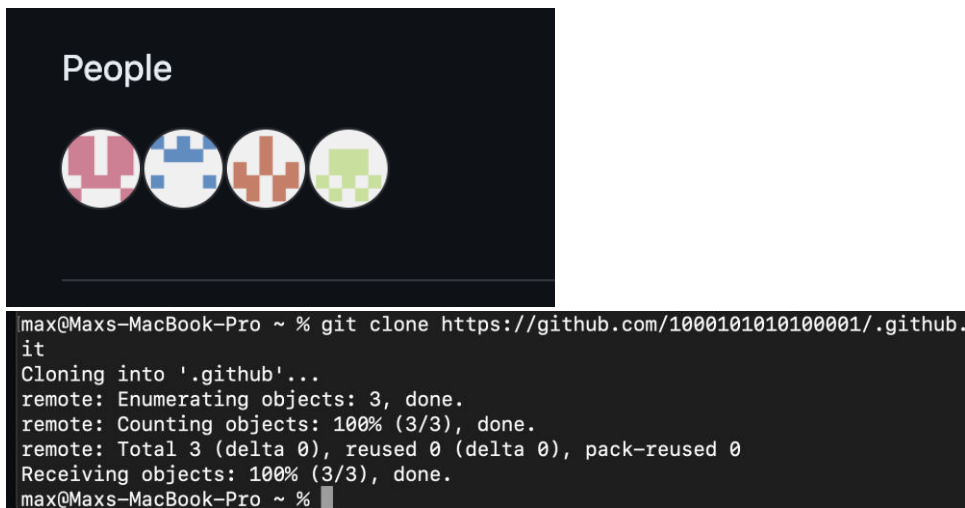 People
max@Maxs-MacBook-Pro ~ % git clone https://github.com/1000101010100001/.github.
it
Cloning into '.github'...
remote: Enumerating objects: 3, done.
remote: Counting objects: 100% (3/3), done.
remote: Total 3 (delta 0), reused 0 (delta 0), pack-reused 0
Receiving objects: 100% (3/3), done.
max@Maxs-MacBook-Pro ~ %